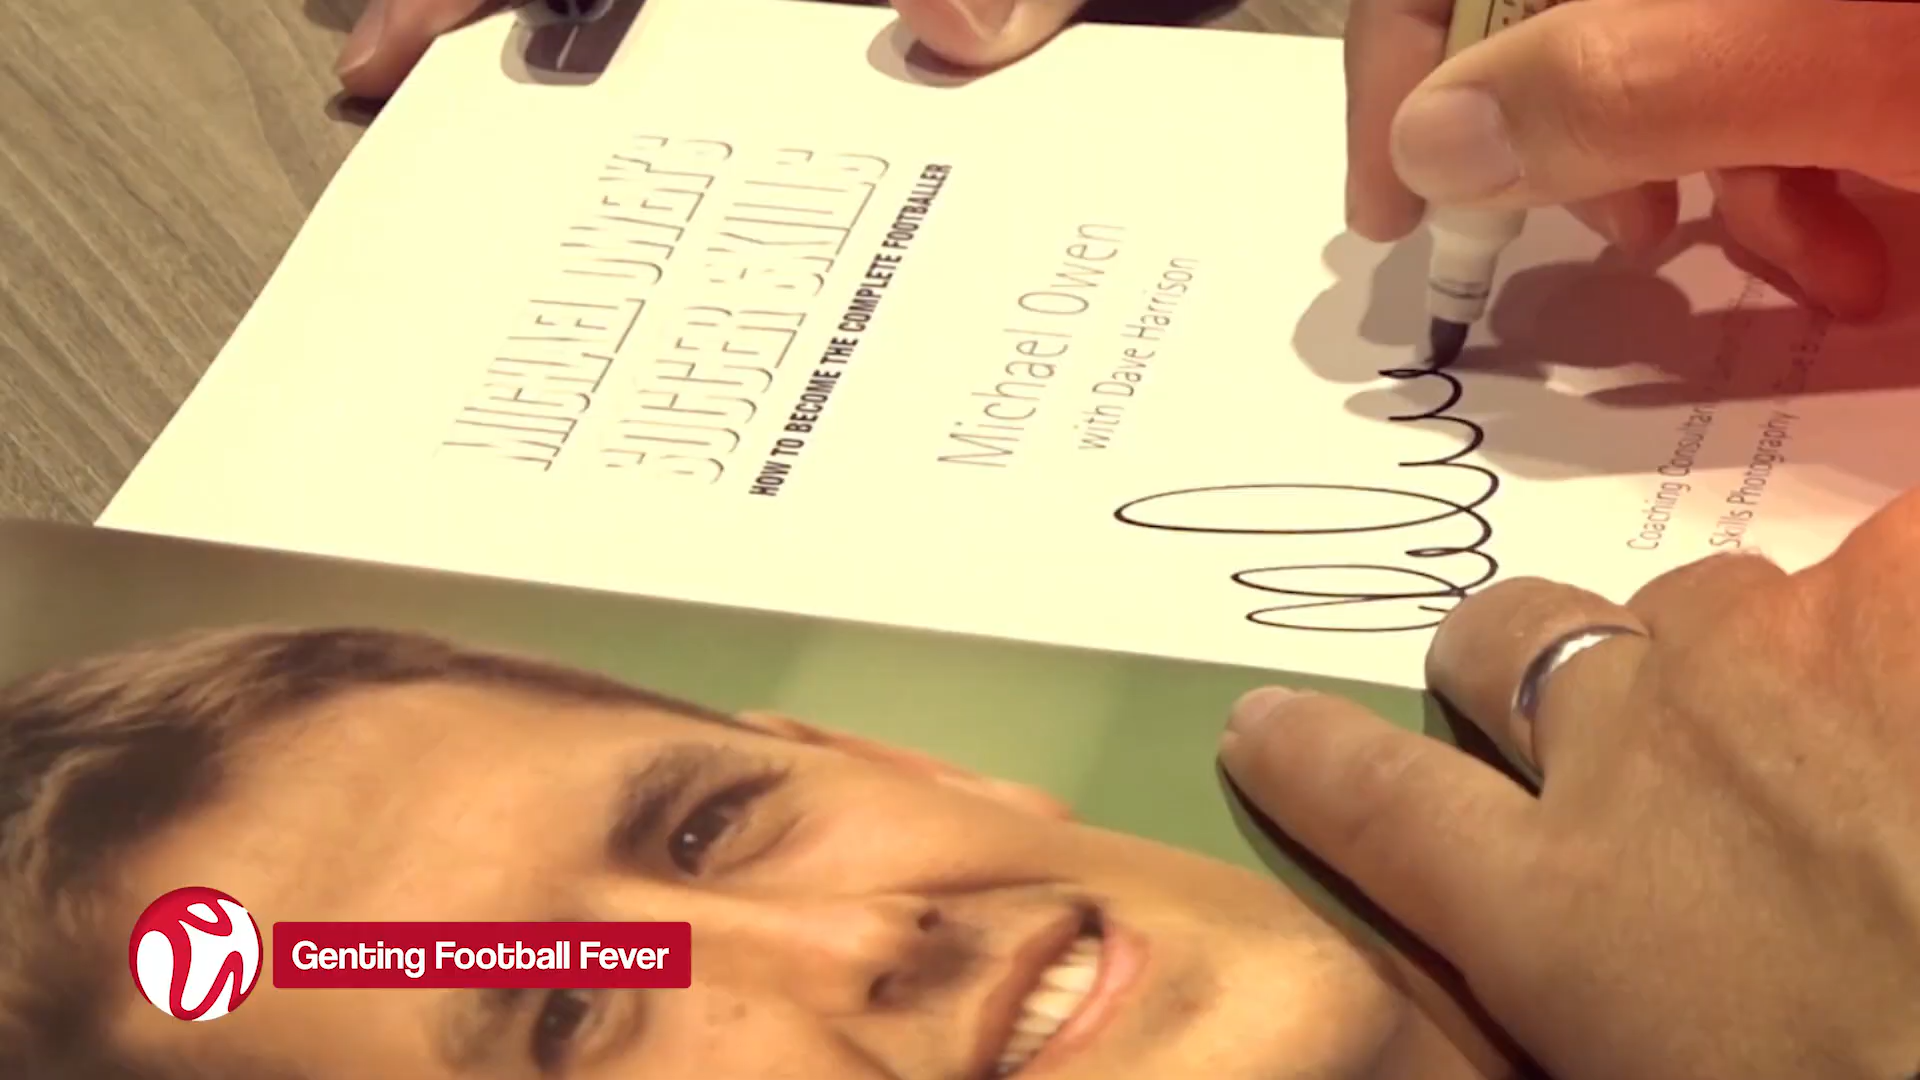 MICHAEL OWEN'S
SOCCER SKILLS
HOW TO BECOME THE COMPLETE FOOTBALLER
Michael Owen
with Dave Harrison
Coaching Consultant
Skills Photography
Genting Football Fever